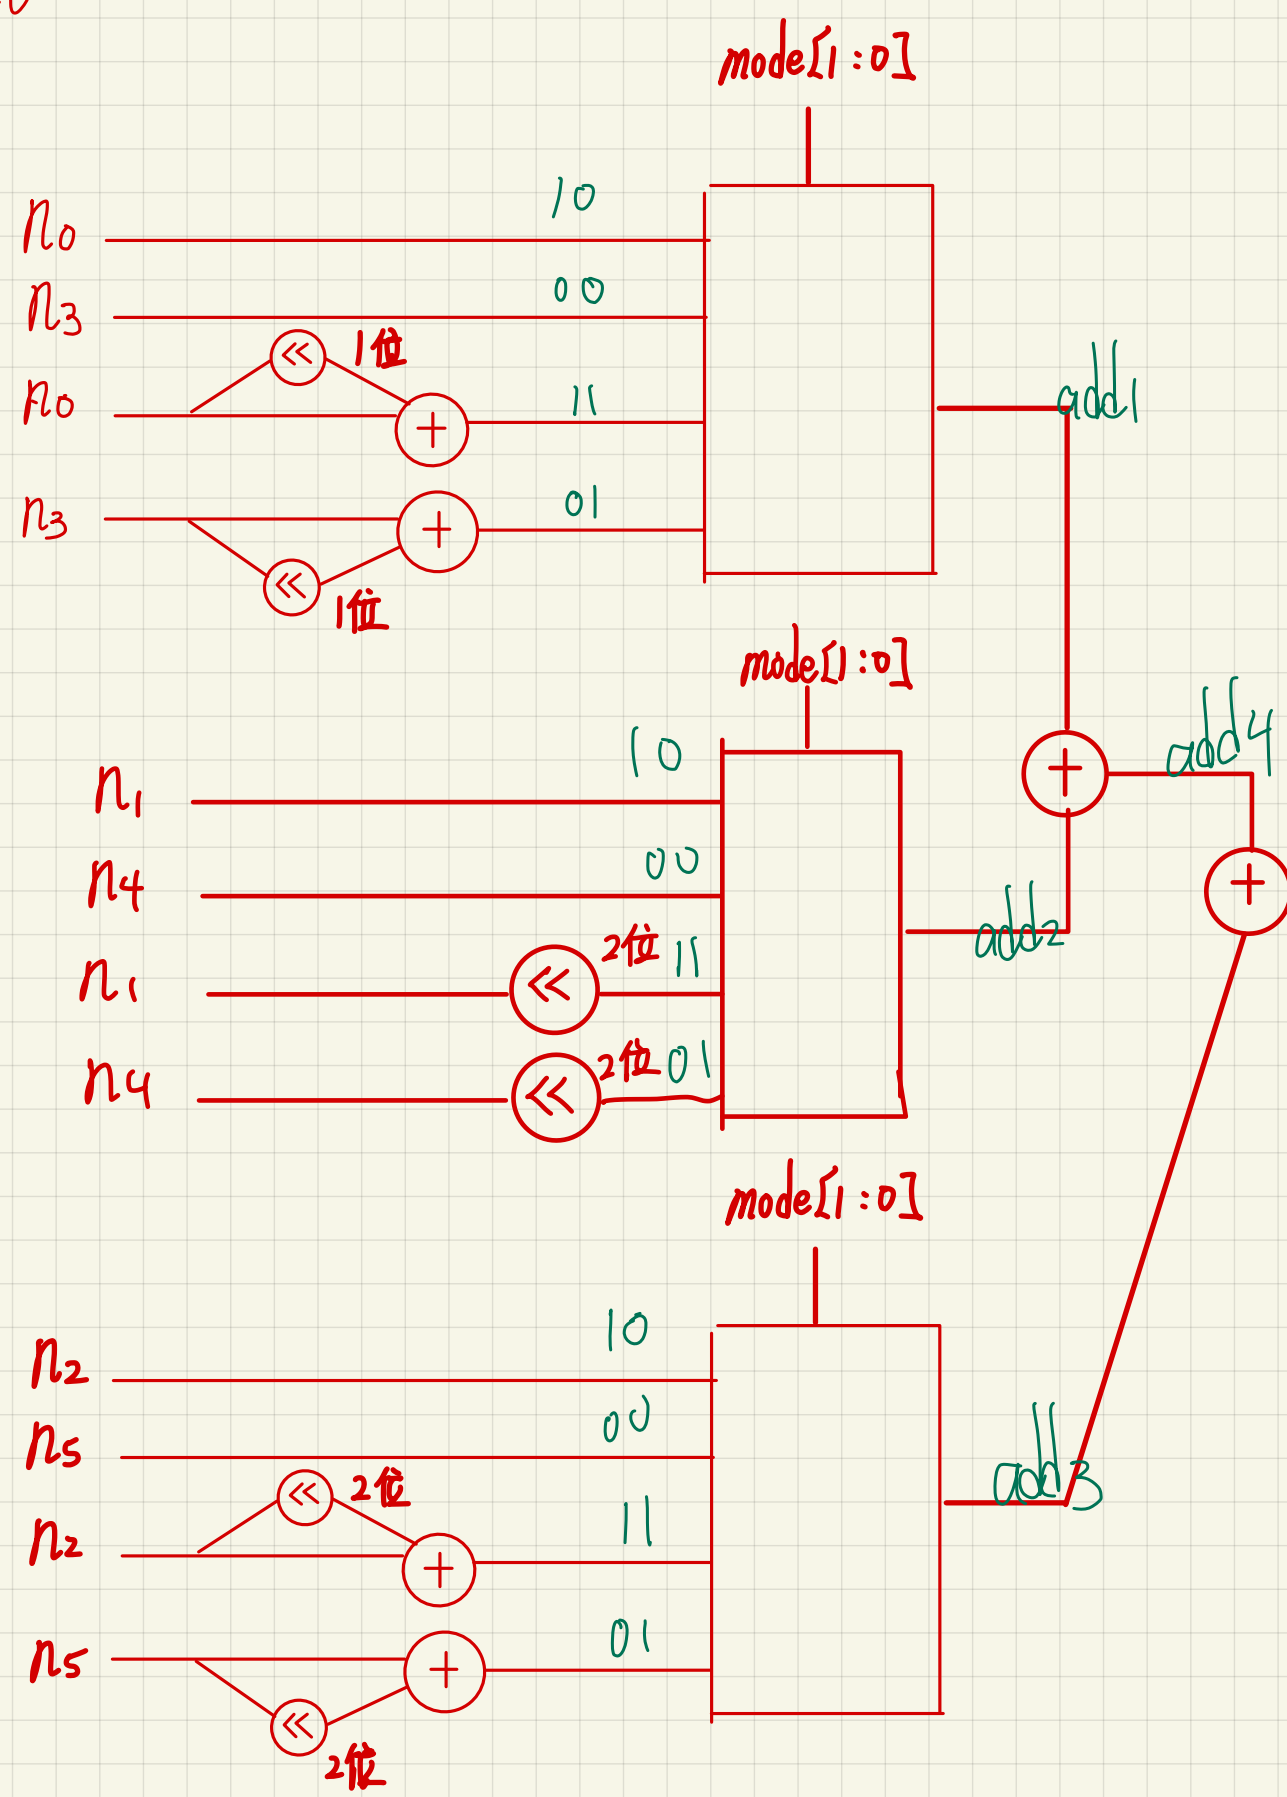 mode[1:0]
10
n0
00
n3
<< 1位
n0
+
11
add1
n3
+
01
<<
1位
mode[1:0]
10
n1
+
add4
n4
00
+
n1
<<
2位 11
add2
n4
<<
2位 01
mode[1:0]
10
n2
00
n5
<< 2位
n2
+
11
add3
n5
+
01
<<
2位